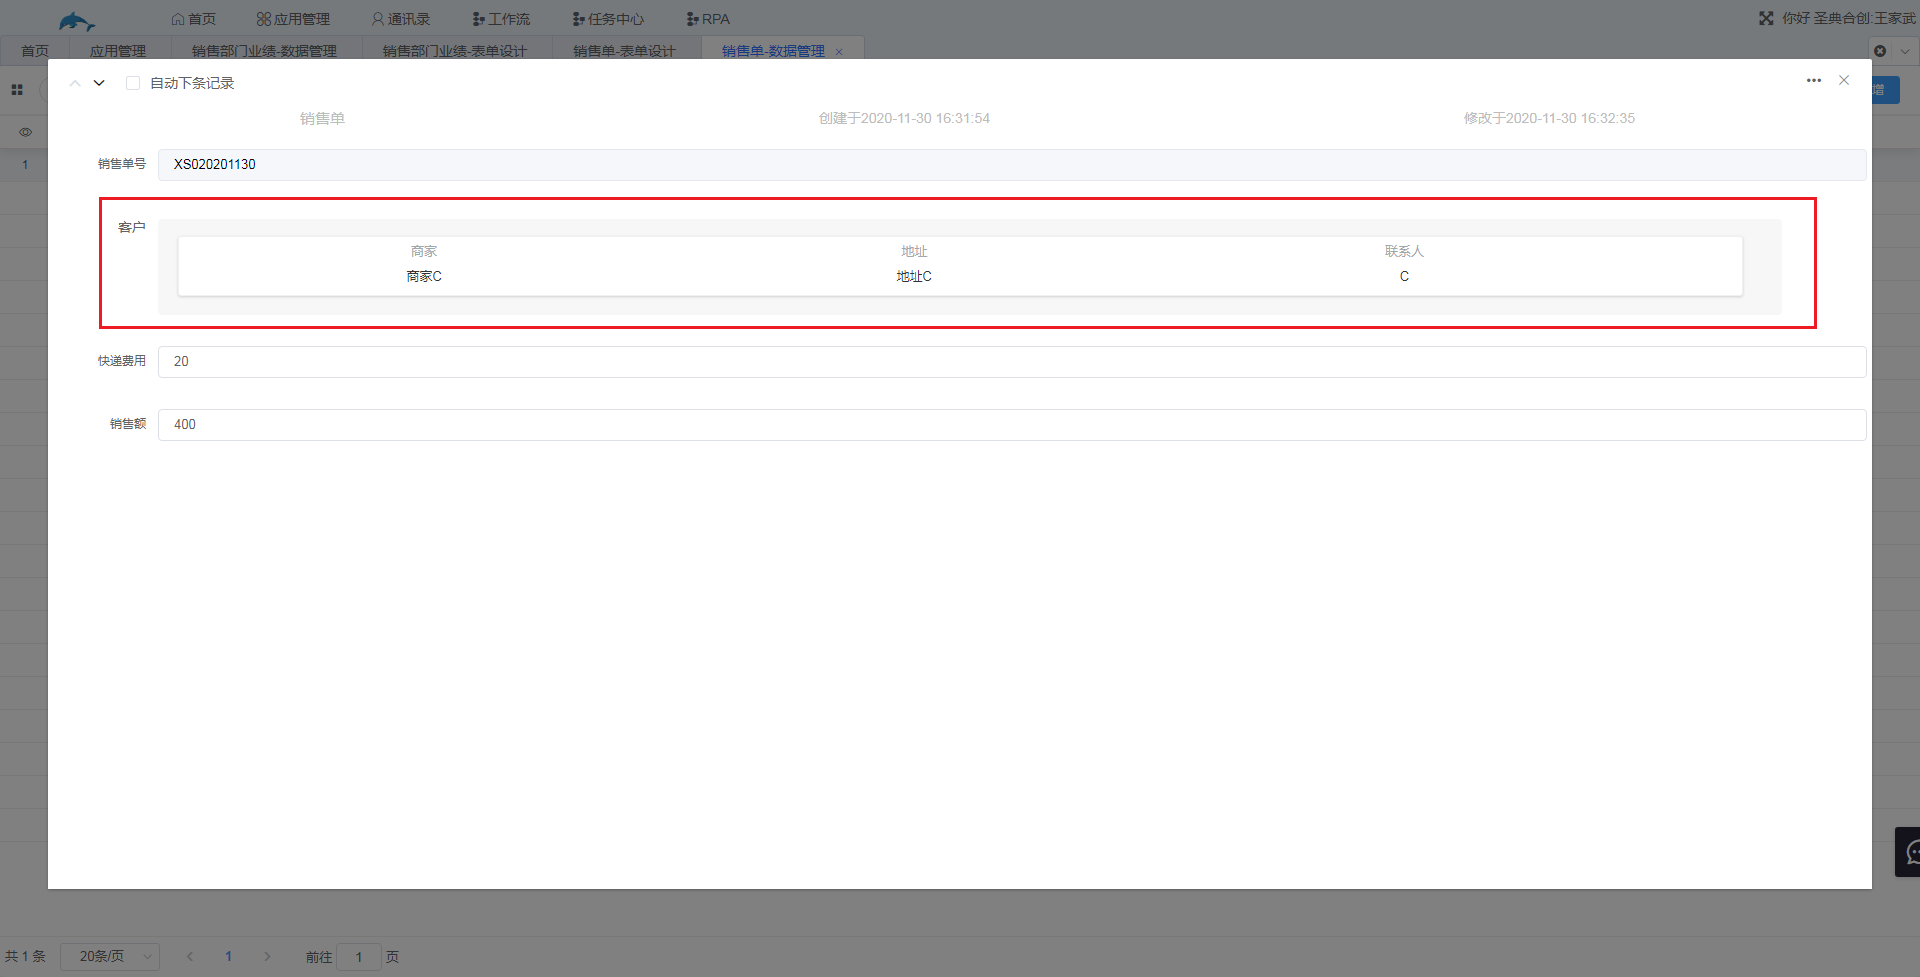 首页 应用管理 通讯录 工作流 任务中心 RPA 你好 圣典合创:王家武
首页 应用管理 销售部门业绩-数据管理 销售部门业绩-表单设计 销售单-表单设计 销售单-数据管理
自动下条记录
增
销售单 创建于2020-11-30 16:31:54 修改于2020-11-30 16:32:35
1
销售单号 XS020201130
客户
商家 地址 联系人
商家C 地址C C
快递费用 20
销售额 400
共 1 条 20条/页 1 前往 1 页